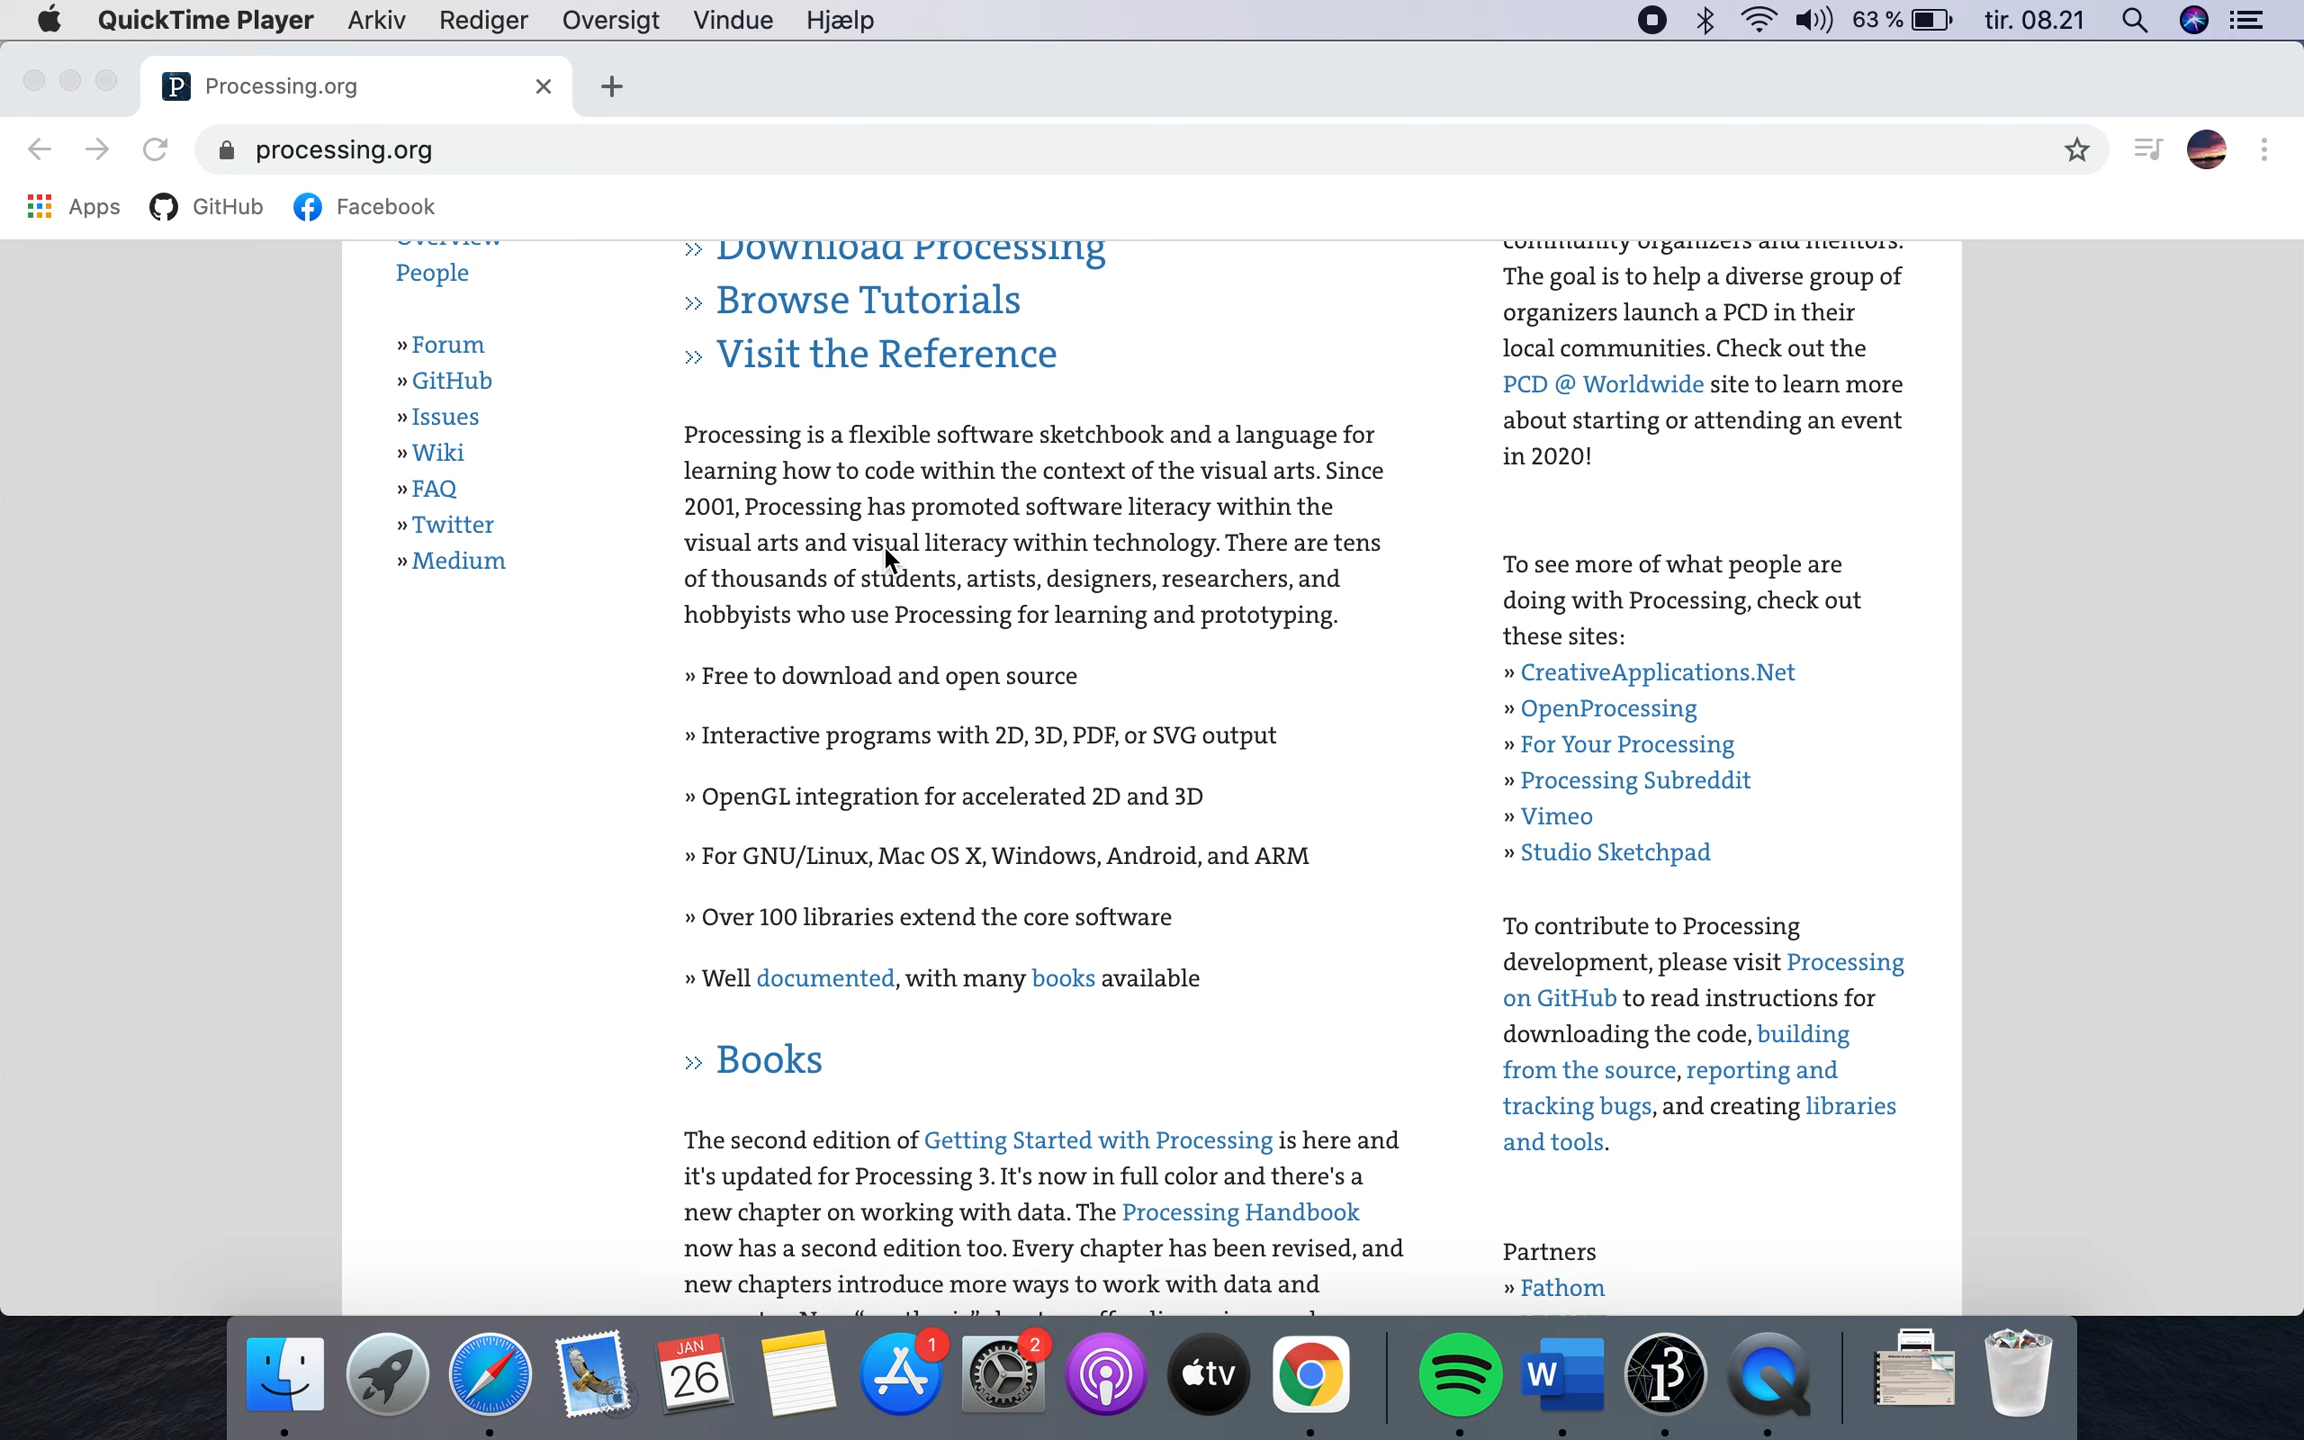 QuickTime Player Arkiv Rediger Oversigt Vindue Hjælp 63 % tir. 08.21
Processing.org
processing.org
Apps GitHub Facebook
Overview
People
» Forum
» GitHub
» Issues
» Wiki
» FAQ
» Twitter
» Medium
» Download Processing
» Browse Tutorials
» Visit the Reference
Processing is a flexible software sketchbook and a language for
learning how to code within the context of the visual arts. Since
2001, Processing has promoted software literacy within the
visual arts and visual literacy within technology. There are tens
of thousands of students, artists, designers, researchers, and
hobbyists who use Processing for learning and prototyping.
» Free to download and open source
» Interactive programs with 2D, 3D, PDF, or SVG output
» OpenGL integration for accelerated 2D and 3D
» For GNU/Linux, Mac OS X, Windows, Android, and ARM
» Over 100 libraries extend the core software
» Well documented, with many books available
» Books
The second edition of Getting Started with Processing is here and
it's updated for Processing 3. It's now in full color and there's a
new chapter on working with data. The Processing Handbook
now has a second edition too. Every chapter has been revised, and
new chapters introduce more ways to work with data and
community organizers and mentors.
The goal is to help a diverse group of
organizers launch a PCD in their
local communities. Check out the
PCD @ Worldwide site to learn more
about starting or attending an event
in 2020!
To see more of what people are
doing with Processing, check out
these sites:
» CreativeApplications.Net
» OpenProcessing
» For Your Processing
» Processing Subreddit
» Vimeo
» Studio Sketchpad
To contribute to Processing
development, please visit Processing
on GitHub to read instructions for
downloading the code, building
from the source, reporting and
tracking bugs, and creating libraries
and tools.
Partners
» Fathom
JAN
26
1
2
tv
W